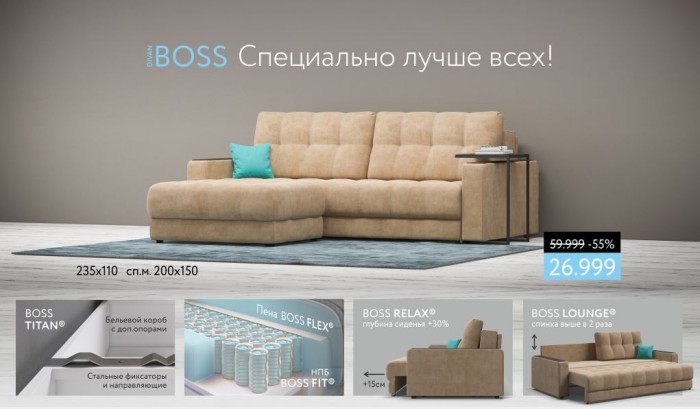 DIVAN BOSS Специально лучше всех!
235x110 сп.м. 200x150
59.999 -55%
26.999
BOSS
TITAN®
Бельевой короб
с доп.опорами
Стальные фиксаторы
и направляющие
Пена BOSS FLEX®
НПБ
BOSS FIT®
BOSS RELAX®
глубина сиденья +30%
+15см
BOSS LOUNGE®
спинка выше в 2 раза